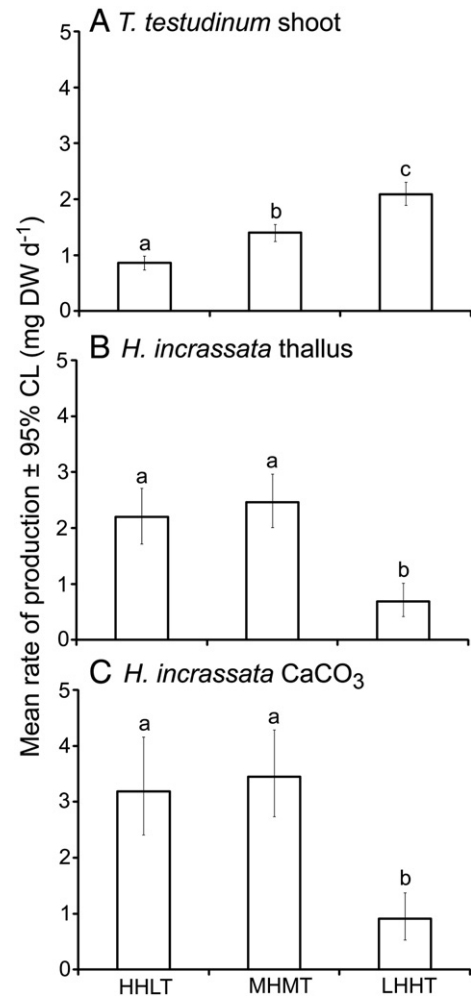 A T. testudinum shoot
5
4
3
2
1
0
a
b
c
B H. incrassata thallus
5
4
3
2
1
0
a
a
b
C H. incrassata CaCO₃
5
4
3
2
1
0
a
a
b
HHLT MHMT LHHT
Mean rate of production ± 95% CL (mg DW d⁻¹)